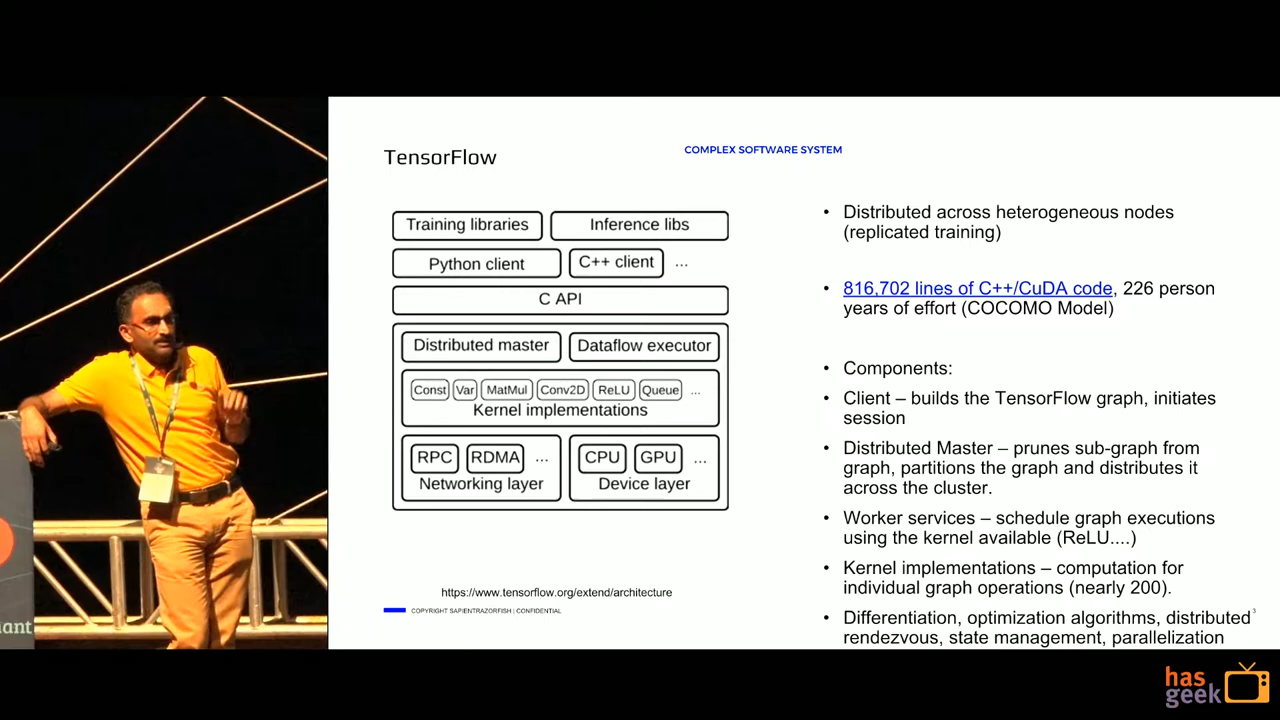 TensorFlow
COMPLEX SOFTWARE SYSTEM
Training libraries
Inference libs
Python client
C++ client
...
C API
Distributed master
Dataflow executor
Const
Var
MatMul
Conv2D
ReLU
Queue
...
Kernel implementations
RPC
RDMA
...
Networking layer
CPU
GPU
...
Device layer
https://www.tensorflow.org/extend/architecture
COPYRIGHT SAPIENTRAZORFISH | CONFIDENTIAL
• Distributed across heterogeneous nodes
(replicated training)
• 816,702 lines of C++/CuDA code, 226 person
years of effort (COCOMO Model)
• Components:
• Client – builds the TensorFlow graph, initiates
session
• Distributed Master – prunes sub-graph from
graph, partitions the graph and distributes it
across the cluster.
• Worker services – schedule graph executions
using the kernel available (ReLU....)
• Kernel implementations – computation for
individual graph operations (nearly 200).
• Differentiation, optimization algorithms, distributed
rendezvous, state management, parallelization
3
iant
has
geek